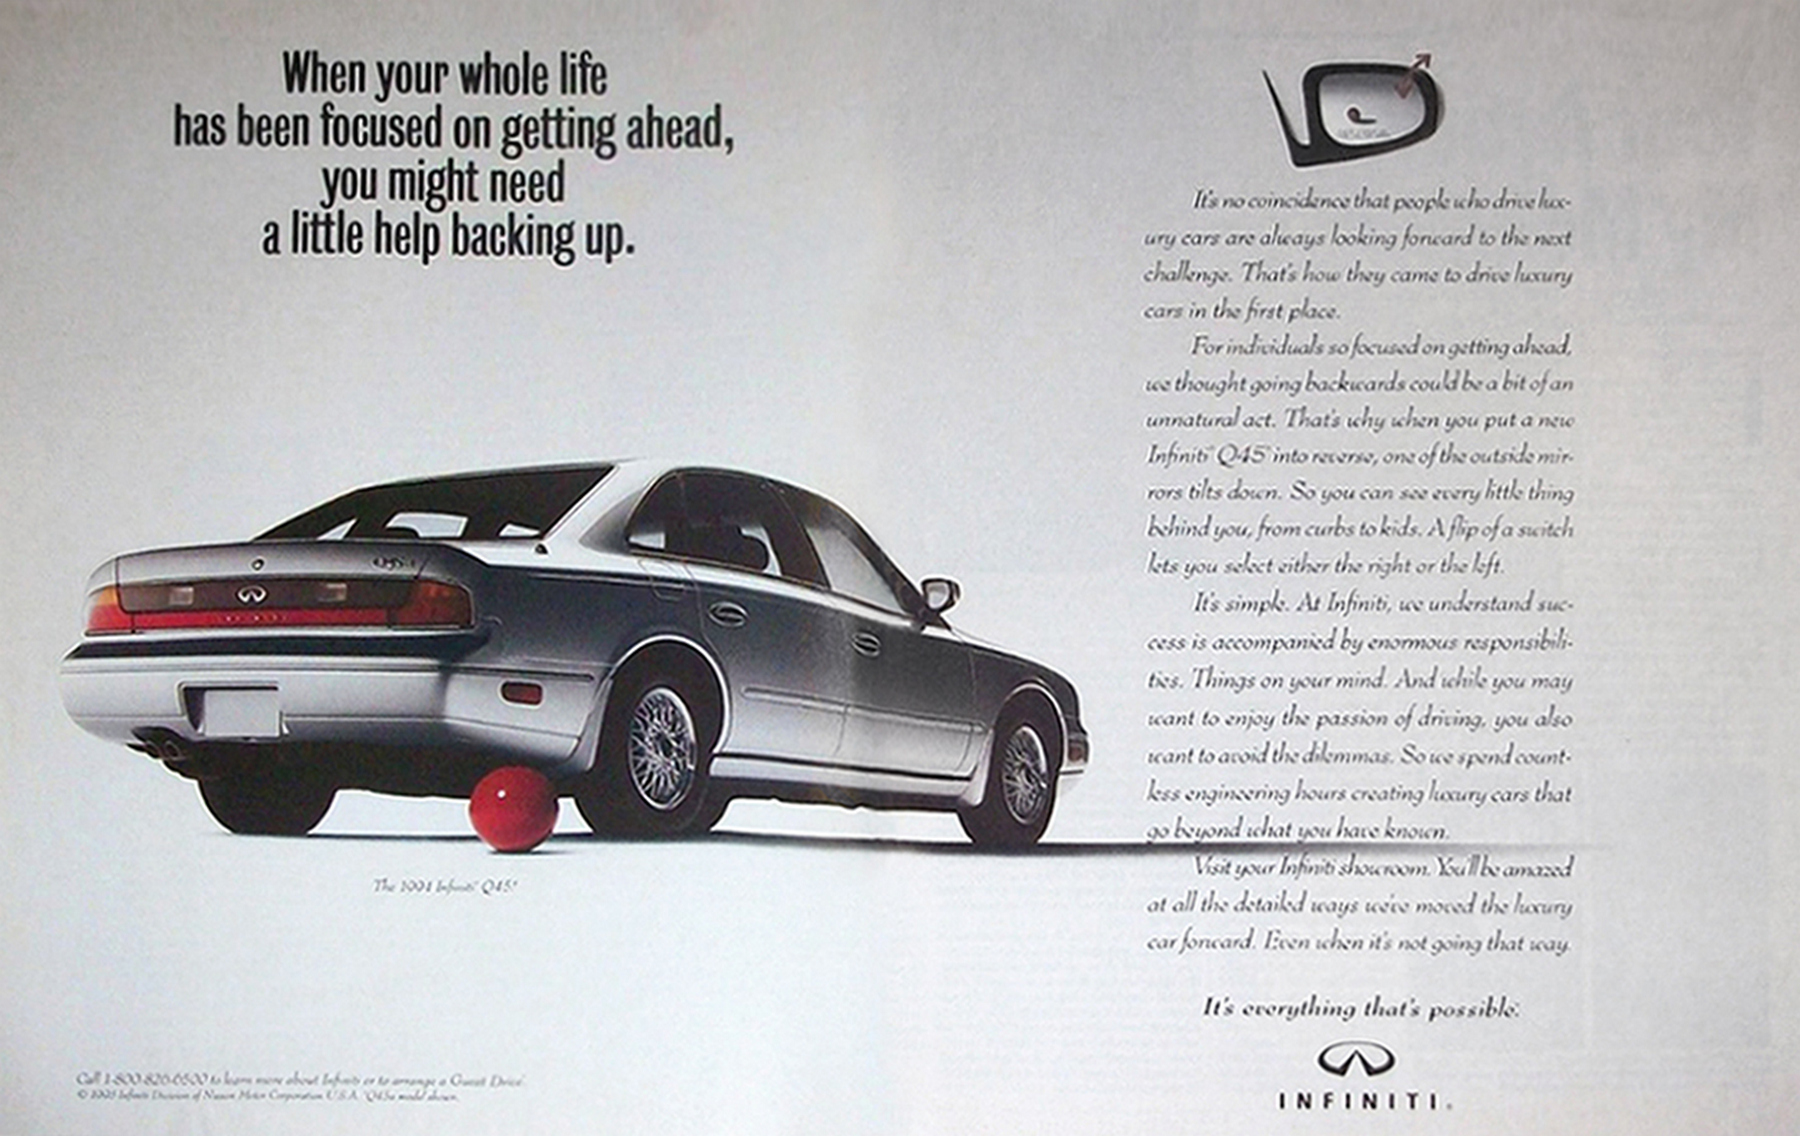 When your whole life
has been focused on getting ahead,
you might need
a little help backing up.
It's no coincidence that people who drive lux-
ury cars are always looking forward to the next
challenge. That's how they came to drive luxury
cars in the first place.
For individuals so focused on getting ahead,
we thought going backwards could be a bit of an
unnatural act. That's why when you put a new
Infiniti Q45 into reverse, one of the outside mir-
rors tilts down. So you can see every little thing
behind you, from curbs to kids. A flip of a switch
lets you select either the right or the left.
It's simple. At Infiniti, we understand suc-
cess is accompanied by enormous responsibili-
ties. Things on your mind. And while you may
want to enjoy the passion of driving, you also
want to avoid the dilemmas. So we spend count-
less engineering hours creating luxury cars that
go beyond what you have known.
Visit your Infiniti showroom. You'll be amazed
at all the detailed ways we've moved the luxury
car forward. Even when it's not going that way.
It's everything that's possible.
INFINITI®
The 1994 Infiniti Q45†
Call 1-800-826-6500 to learn more about Infiniti or to arrange a Guest Drive.
© 1993 Infiniti Division of Nissan Motor Corporation U.S.A. †Q45a model shown.